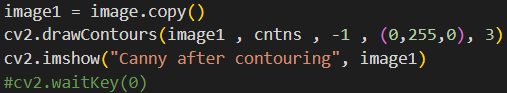 image1 = image.copy()
cv2.drawContours(image1 , cntns , -1 , (0,255,0), 3)
cv2.imshow("Canny after contouring", image1)
#cv2.waitKey(0)